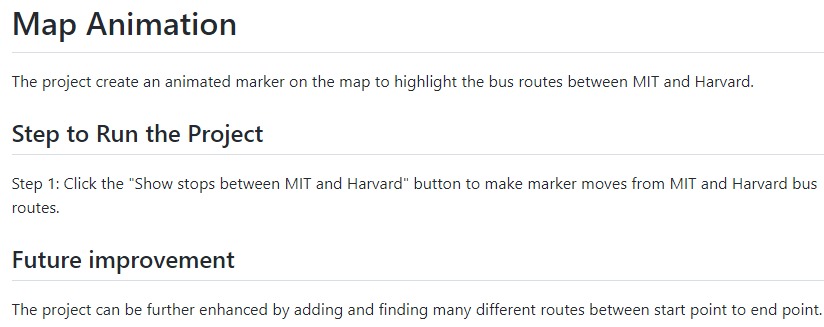 Map Animation
The project create an animated marker on the map to highlight the bus routes between MIT and Harvard.
Step to Run the Project
Step 1: Click the "Show stops between MIT and Harvard" button to make marker moves from MIT and Harvard bus
routes.
Future improvement
The project can be further enhanced by adding and finding many different routes between start point to end point.